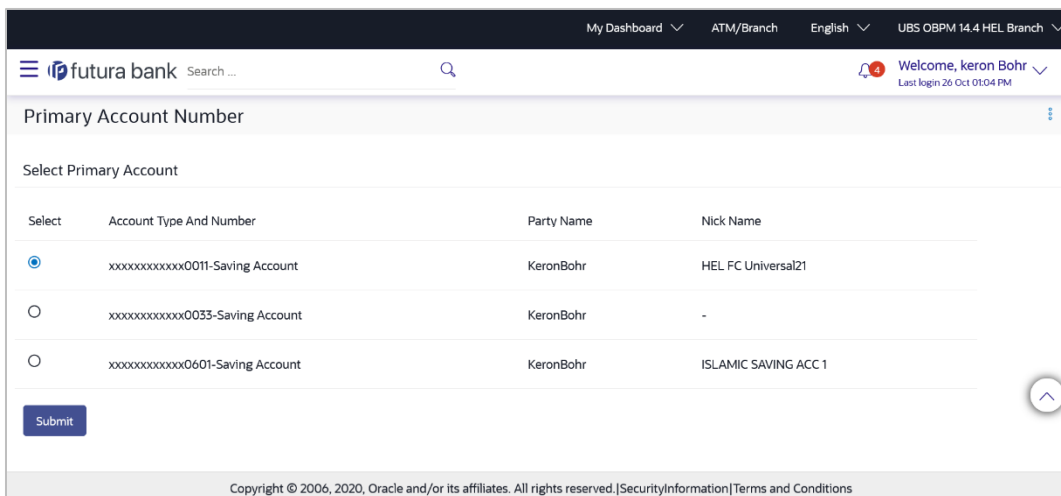 My Dashboard ATM/Branch English UBS OBPM 14.4 HEL Branch
futura bank Search ... 4 Welcome, keron Bohr
Last login 26 Oct 01:04 PM
Primary Account Number
Select Primary Account
Select Account Type And Number Party Name Nick Name
xxxxxxxxxxxx0011-Saving Account KeronBohr HEL FC Universal21
xxxxxxxxxxxx0033-Saving Account KeronBohr -
xxxxxxxxxxxx0601-Saving Account KeronBohr ISLAMIC SAVING ACC 1
Submit
Copyright © 2006, 2020, Oracle and/or its affiliates. All rights reserved.|SecurityInformation|Terms and Conditions